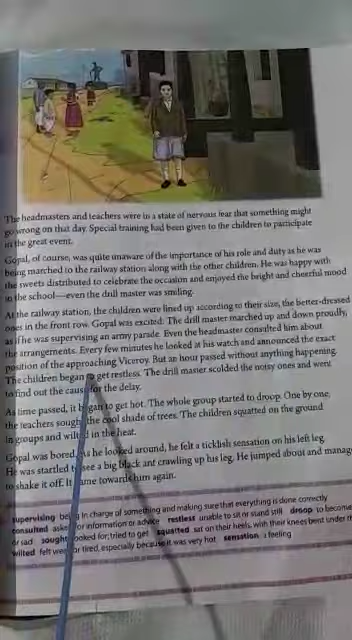 The headmasters and teachers were in a state of nervous fear that something might
go wrong on that day. Special training had been given to the children to participate
in the great event.
Gopal, of course, was quite unaware of the importance of his role and duty as he was
being marched to the railway station along with the other children. He was happy with
the sweets distributed to celebrate the occasion and enjoyed the bright and cheerful mood
in the school—even the drill master was smiling.
At the railway station, the children were lined up according to their size, the better-dressed
ones in the front row. Gopal was excited. The drill master marched up and down proudly,
as if he was supervising an army parade. Even the headmaster consulted him about
the arrangements. Every few minutes he looked at his watch and announced the exact
position of the approaching Viceroy. But an hour passed without anything happening.
The children began to get restless. The drill master scolded the noisy ones and went
to find out the cause for the delay.
As time passed, it began to get hot. The whole group started to droop. One by one,
the teachers sought the cool shade of trees. The children squatted on the ground
in groups and wilted in the heat.
Gopal was bored. As he looked around, he felt a ticklish sensation on his left leg.
He was startled to see a big black ant crawling up his leg. He jumped about and manag
to shake it off. It came towards him again.
supervising being in charge of something and making sure that everything is done correctly
consulted asked for information or advice restless unable to sit or stand still droop to become
or sad sought looked for; tried to get squatted sat on their heels, with their knees bent under th
wilted felt weak or tired, especially because it was very hot sensation a feeling